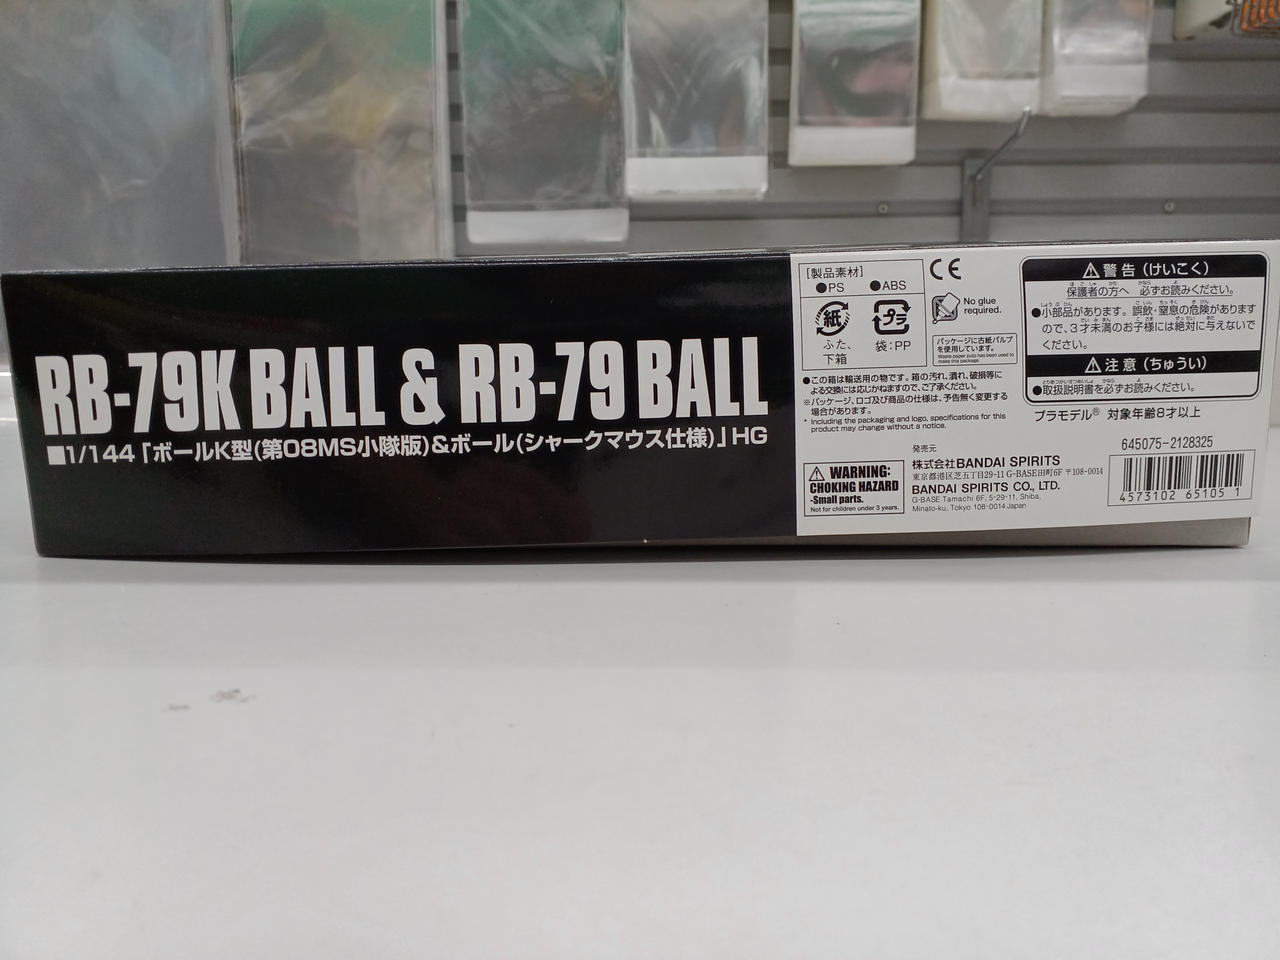 RB-79K BALL & RB-79 BALL
■1/144「ボールK型(第08MS小隊版)&ボール(シャークマウス仕様)」HG
[製品素材]
●PS ●ABS
紙
ふた、
下箱
プラ
袋:PP
CE
No glue
required.
パッケージに古紙パルプ
を使用しています。
Waste paper pulp has been used to
make this package.
●この箱は輸送用の物です。箱の汚れ、潰れ、破損等に
よる交換には応じかねますので、ご了承ください。
※パッケージ、ロゴ及び商品の仕様は、予告無く変更する
場合があります。
* Including the packaging and logo, specifications for this
product may change without a notice.
WARNING:
CHOKING HAZARD
-Small parts.
Not for children under 3 years.
発売元
株式会社BANDAI SPIRITS
東京都港区芝五丁目29-11 G-BASE田町6F 〒108-0014
BANDAI SPIRITS CO., LTD.
G-BASE Tamachi 6F, 5-29-11, Shiba,
Minato-ku, Tokyo 108-0014 Japan
警告(けいこく)
保護者の方へ 必ずお読みください。
●小部品があります。誤飲・窒息の危険があります
ので、3才未満のお子様には絶対に与えないで
ください。
注意(ちゅうい)
●取扱説明書を必ずお読みください。
プラモデル® 対象年齢8才以上
645075-2128325
4573102 65105 1